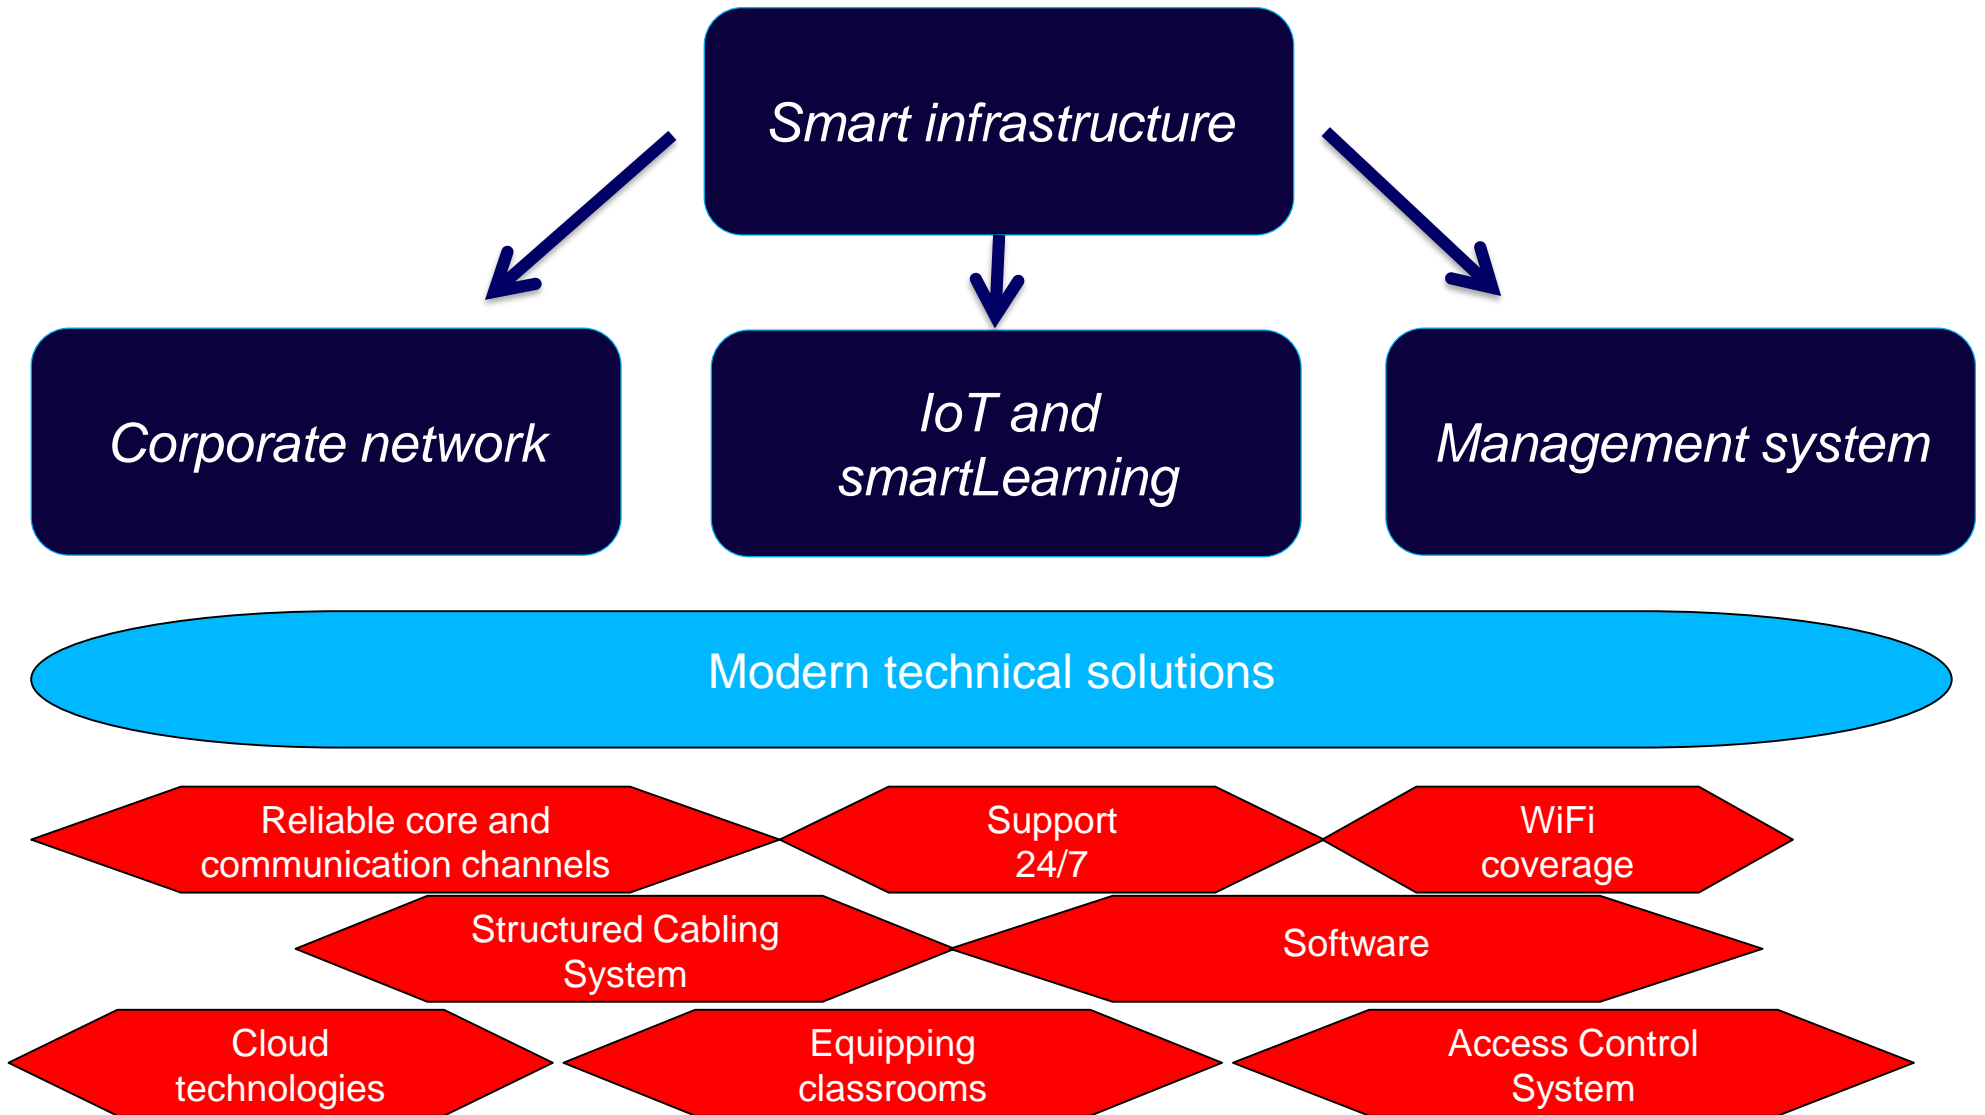 Smart infrastructure
Corporate network
IoT and
smartLearning
Management system
Modern technical solutions
Reliable core and
communication channels
Support
24/7
WiFi
coverage
Structured Cabling
System
Software
Cloud
technologies
Equipping
classrooms
Access Control
System